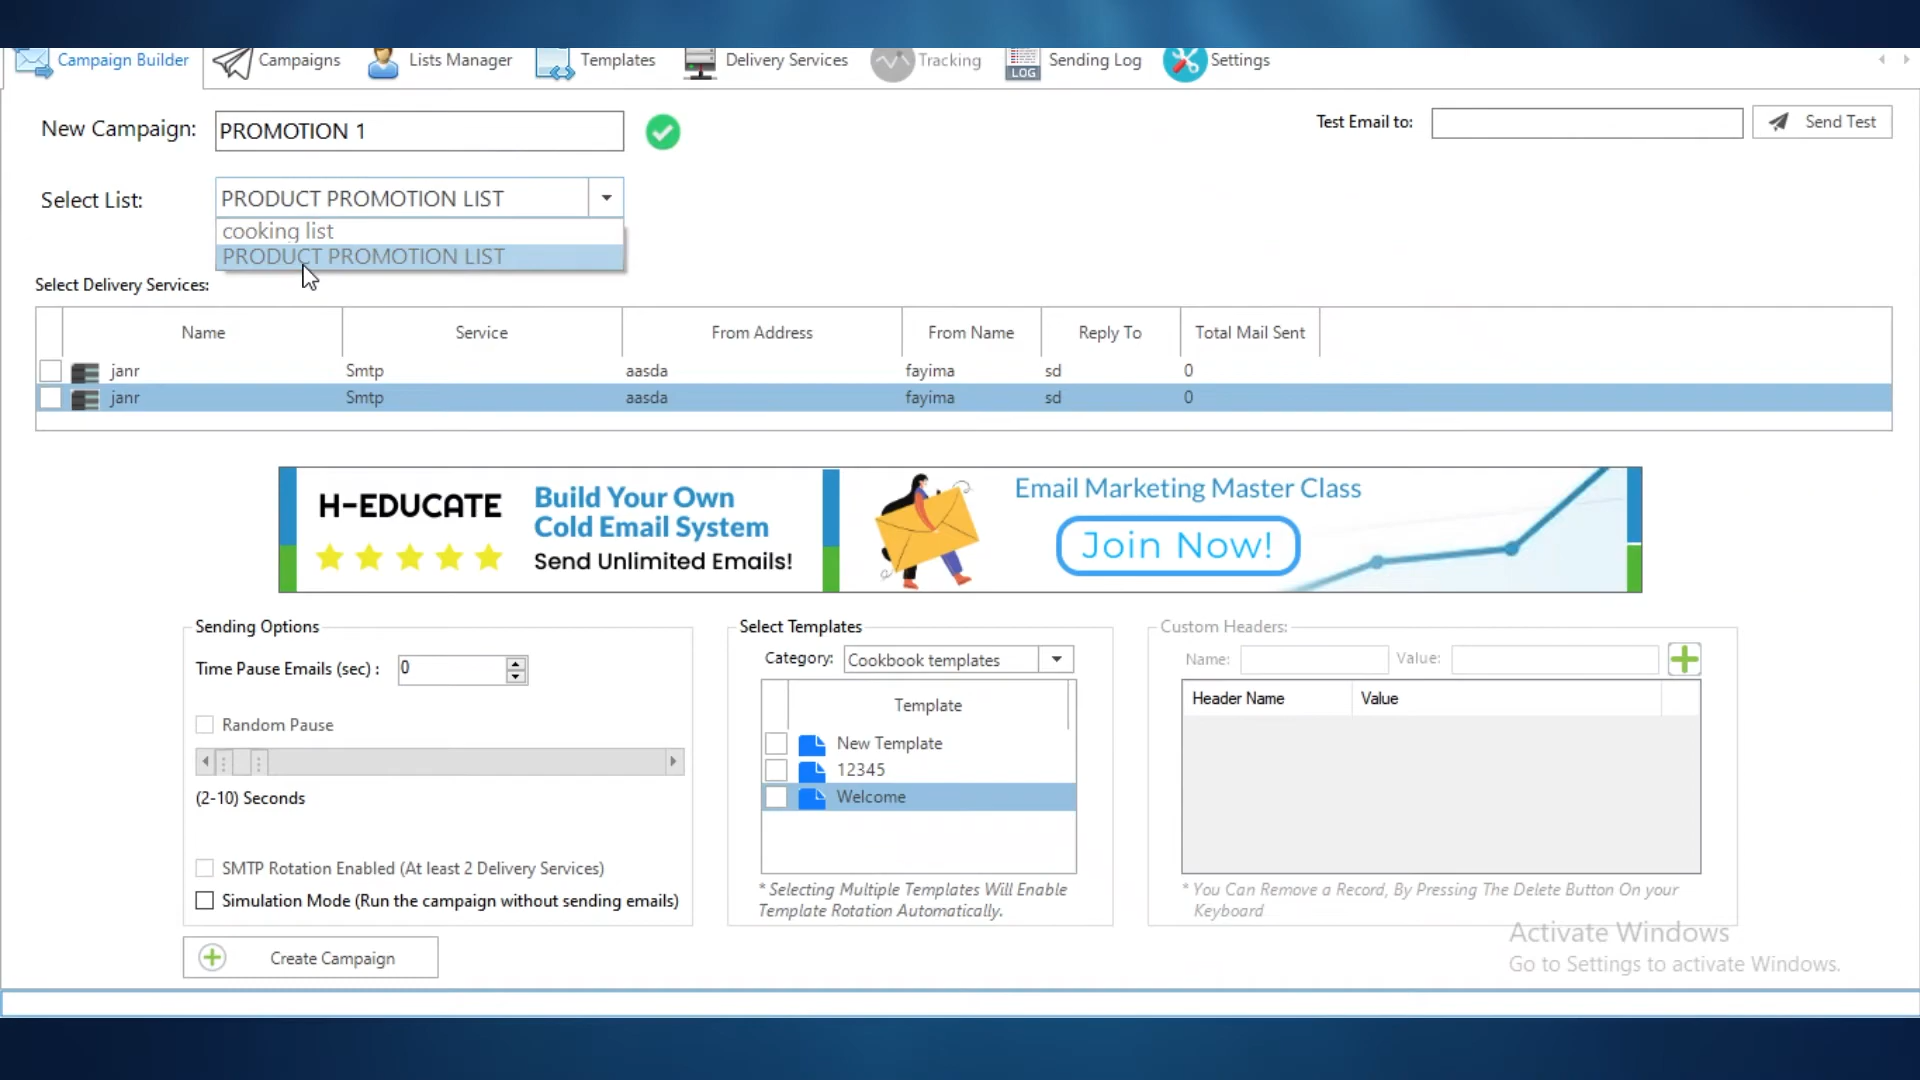 Campaign Builder Campaigns Lists Manager Templates Delivery Services Tracking LOG Sending Log Settings
New Campaign: PROMOTION 1 Test Email to: Send Test
Select List: PRODUCT PROMOTION LIST
cooking list
PRODUCT PROMOTION LIST
Select Delivery Services:
Name Service From Address From Name Reply To Total Mail Sent
janr Smtp aasda fayima sd 0
janr Smtp aasda fayima sd 0
H-EDUCATE
Build Your Own
Cold Email System
Send Unlimited Emails!
Email Marketing Master Class
Join Now!
Sending Options
Time Pause Emails (sec) : 0
Random Pause
(2-10) Seconds
SMTP Rotation Enabled (At least 2 Delivery Services)
Simulation Mode (Run the campaign without sending emails)
Create Campaign
Select Templates
Category: Cookbook templates
Template
New Template
12345
Welcome
* Selecting Multiple Templates Will Enable
Template Rotation Automatically.
Custom Headers:
Name: Value:
Header Name Value
* You Can Remove a Record, By Pressing The Delete Button On your
Keyboard
Activate Windows
Go to Settings to activate Windows.